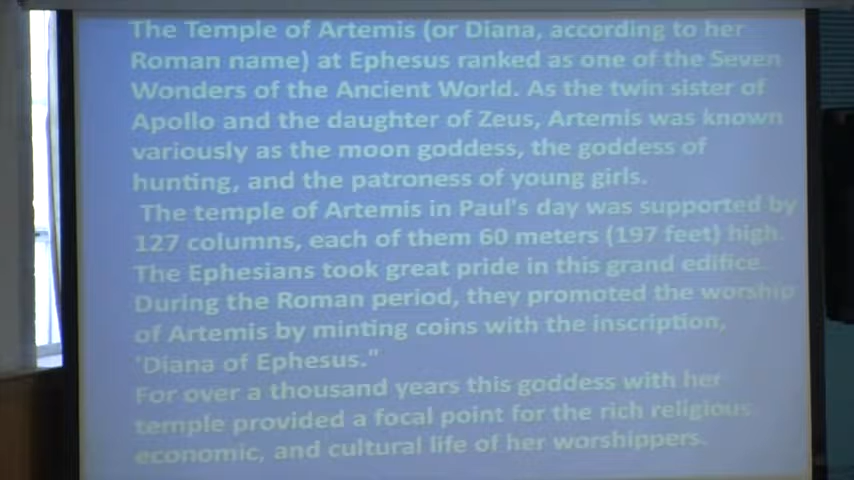 The Temple of Artemis (or Diana, according to her
Roman name) at Ephesus ranked as one of the Seven
Wonders of the Ancient World. As the twin sister of
Apollo and the daughter of Zeus, Artemis was known
variously as the moon goddess, the goddess of
hunting, and the patroness of young girls.
The temple of Artemis in Paul's day was supported by
127 columns, each of them 60 meters (197 feet) high.
The Ephesians took great pride in this grand edifice.
During the Roman period, they promoted the worship
of Artemis by minting coins with the inscription,
'Diana of Ephesus."
For over a thousand years this goddess with her
temple provided a focal point for the rich religious
economic, and cultural life of her worshippers.